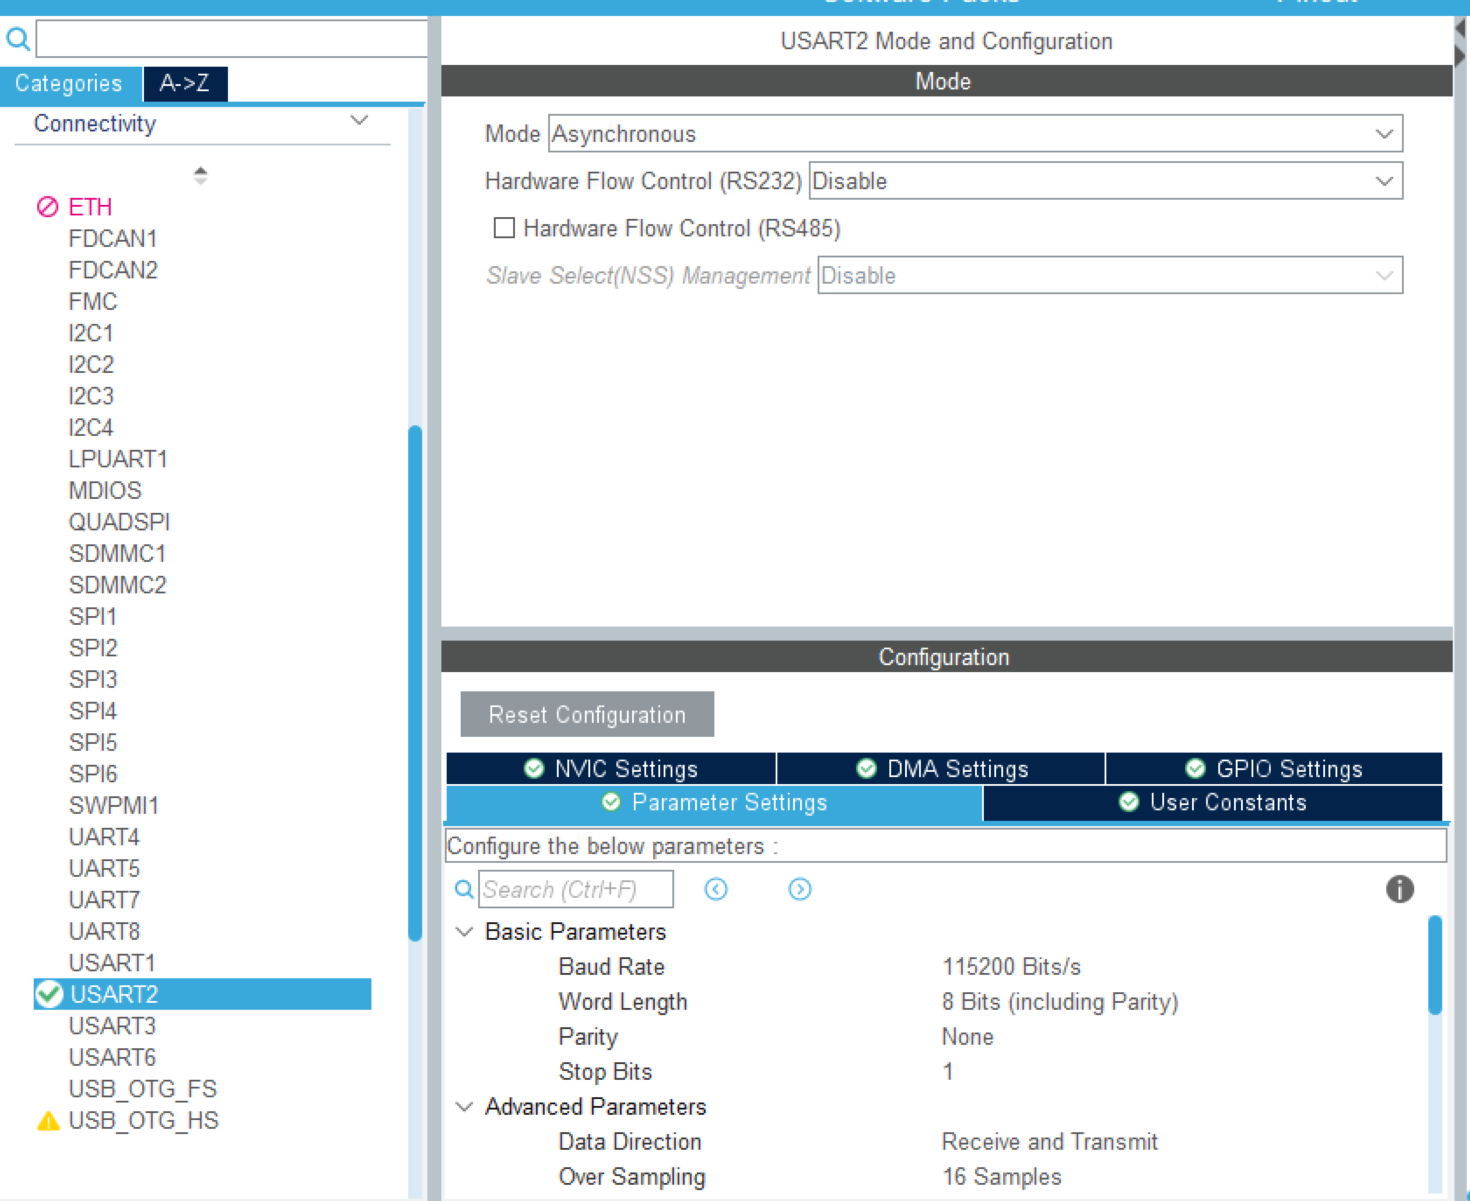 USART2 Mode and Configuration
Categories A->Z
Mode
Connectivity
Mode Asynchronous
Hardware Flow Control (RS232) Disable
Hardware Flow Control (RS485)
Slave Select(NSS) Management Disable
ETH
FDCAN1
FDCAN2
FMC
I2C1
I2C2
I2C3
I2C4
LPUART1
MDIOS
QUADSPI
SDMMC1
SDMMC2
SPI1
SPI2
SPI3
SPI4
SPI5
SPI6
SWPMI1
UART4
UART5
UART7
UART8
USART1
USART2
USART3
USART6
USB_OTG_FS
USB_OTG_HS
Configuration
Reset Configuration
NVIC Settings DMA Settings GPIO Settings
Parameter Settings User Constants
Configure the below parameters :
Search (Ctrl+F)
Basic Parameters
Baud Rate 115200 Bits/s
Word Length 8 Bits (including Parity)
Parity None
Stop Bits 1
Advanced Parameters
Data Direction Receive and Transmit
Over Sampling 16 Samples